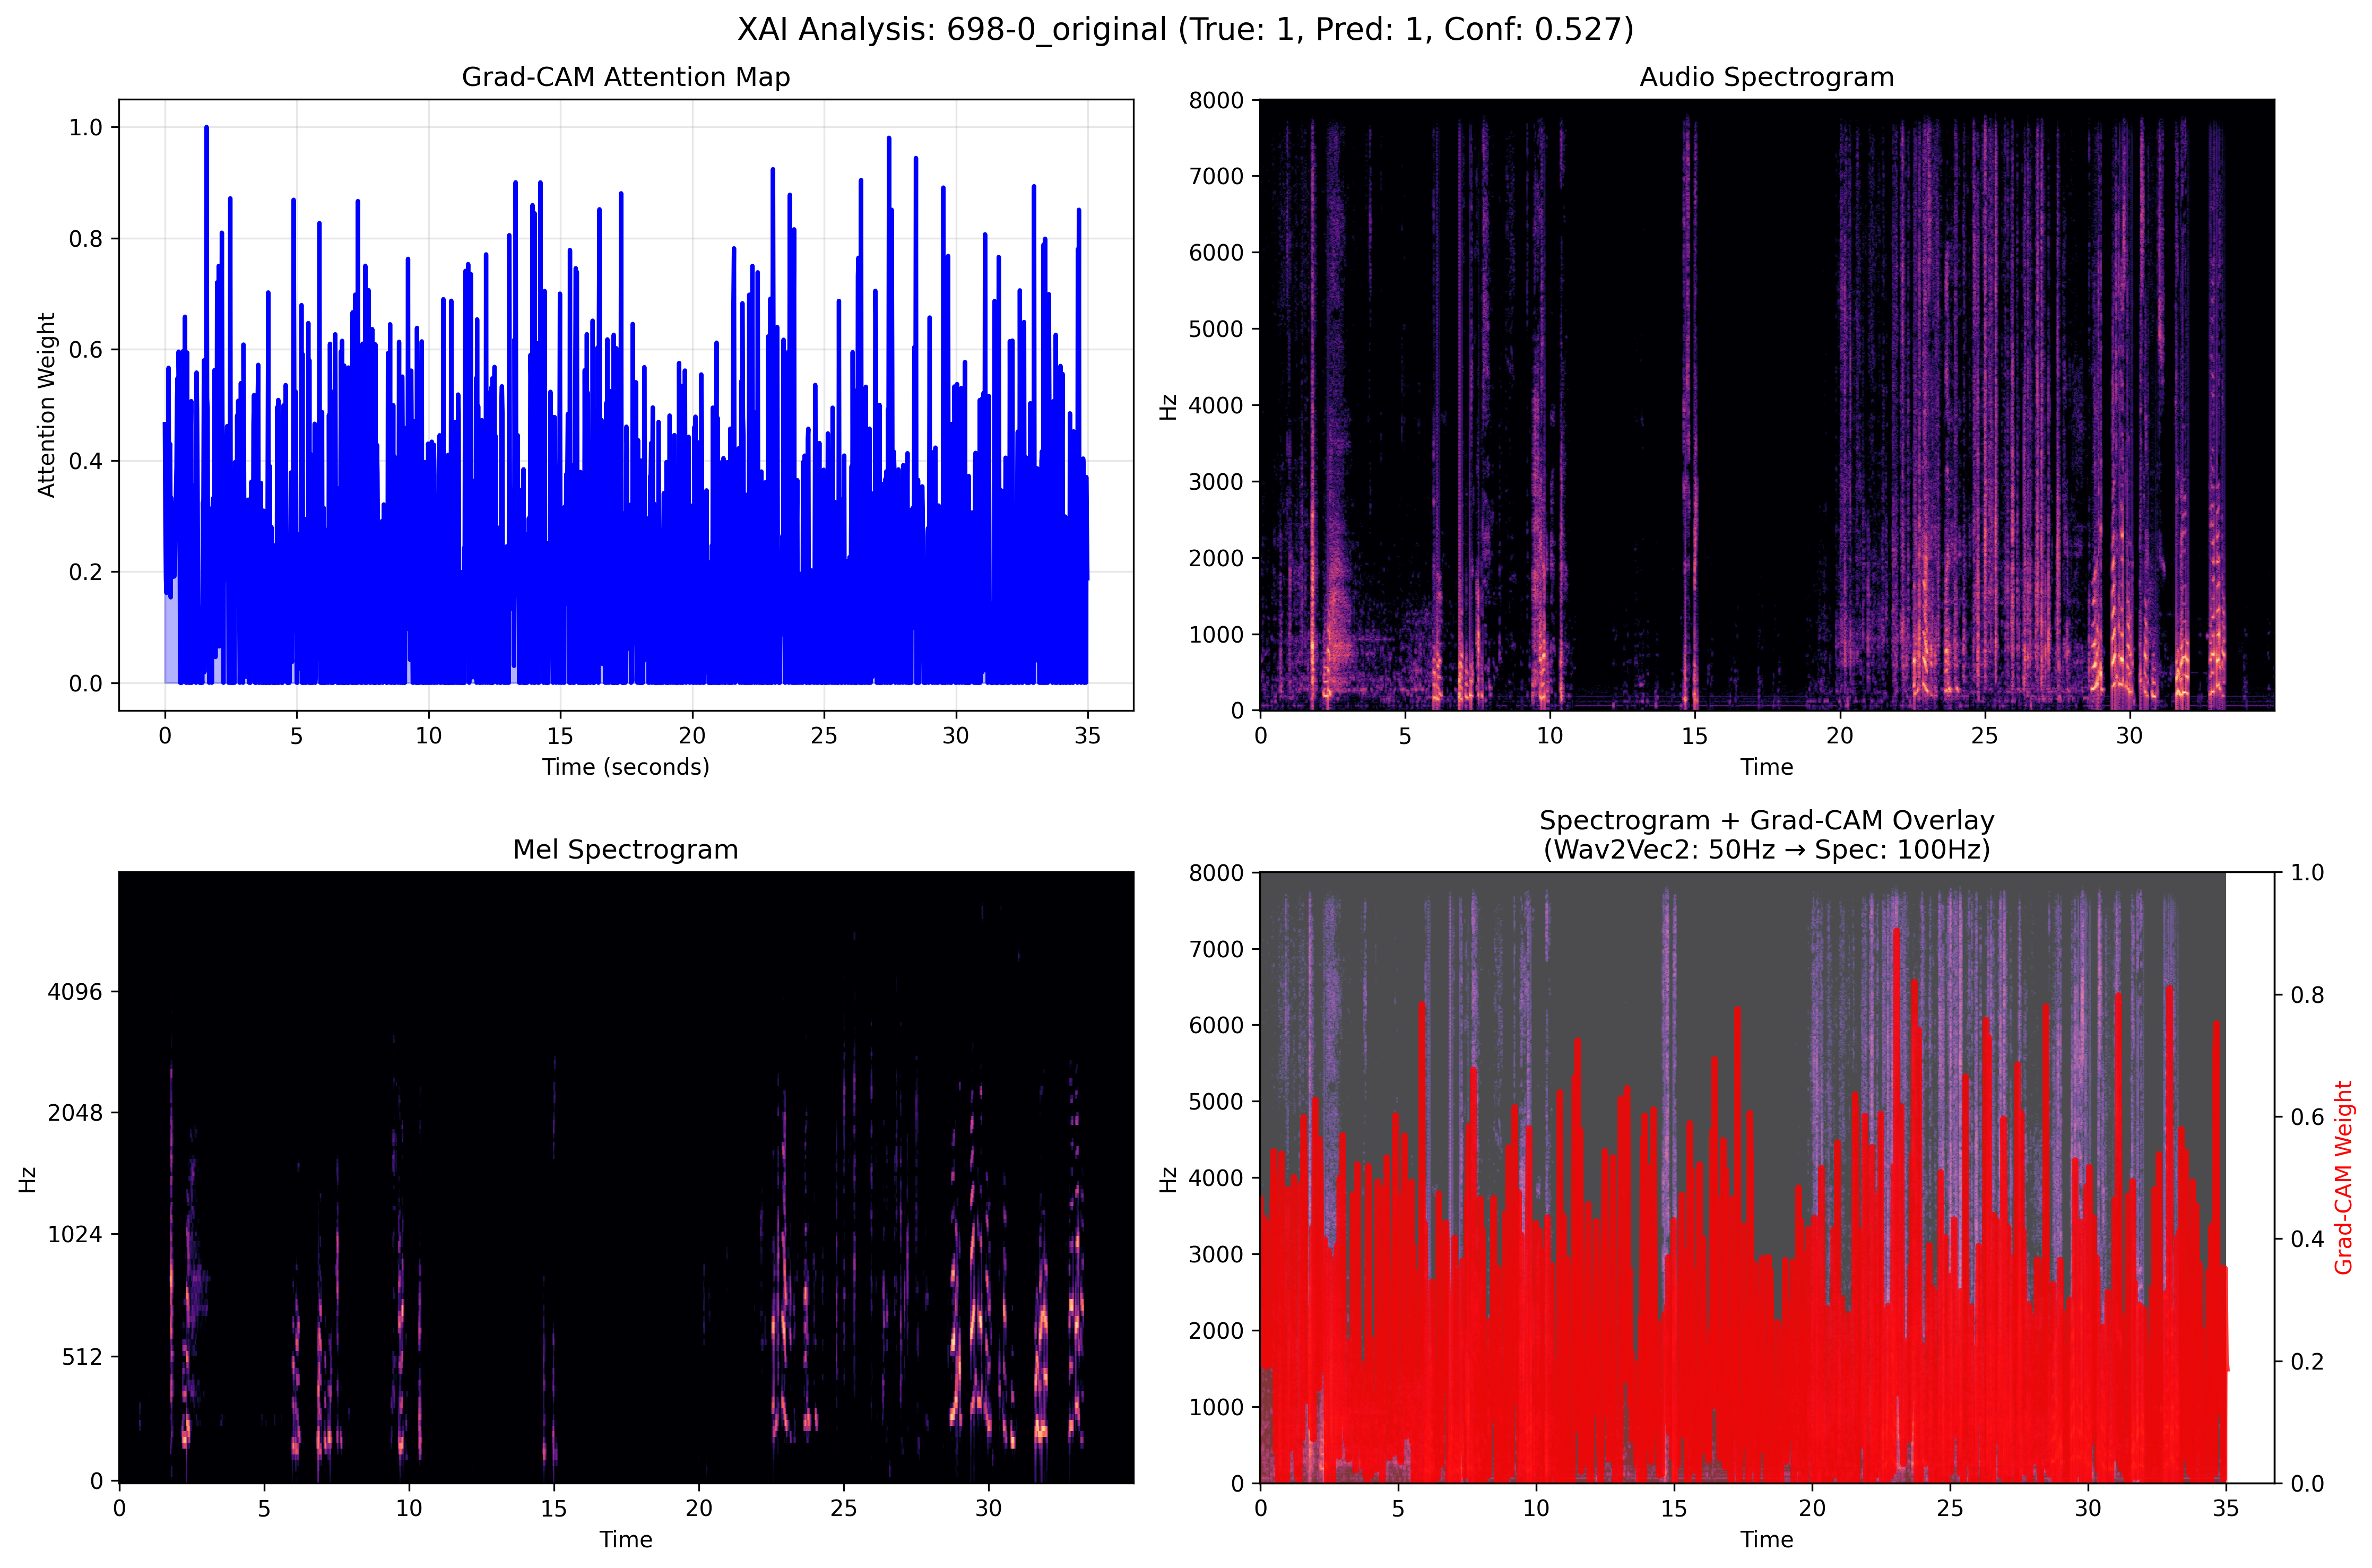 XAI Analysis: 698-0_original (True: 1, Pred: 1, Conf: 0.527)
Grad-CAM Attention Map
1.0
0.8
0.6
0.4
0.2
0.0
Attention Weight
0 5 10 15 20 25 30 35
Time (seconds)
Audio Spectrogram
8000
7000
6000
5000
4000
3000
2000
1000
0
Hz
0 5 10 15 20 25 30
Time
Mel Spectrogram
4096
2048
1024
512
0
Hz
0 5 10 15 20 25 30
Time
Spectrogram + Grad-CAM Overlay
(Wav2Vec2: 50Hz → Spec: 100Hz)
8000
7000
6000
5000
4000
3000
2000
1000
0
Hz
0 5 10 15 20 25 30 35
Time
1.0
0.8
0.6
0.4
0.2
0.0
Grad-CAM Weight